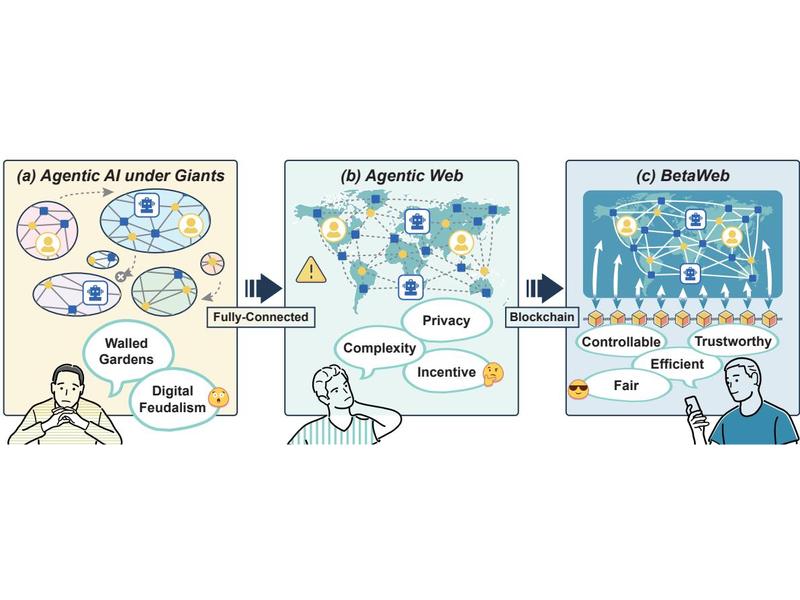 (a) Agentic AI under Giants
Walled
Gardens
Digital
Feudalism
Fully-Connected
(b) Agentic Web
Privacy
Complexity
Incentive
Blockchain
(c) BetaWeb
Controllable
Trustworthy
Efficient
Fair